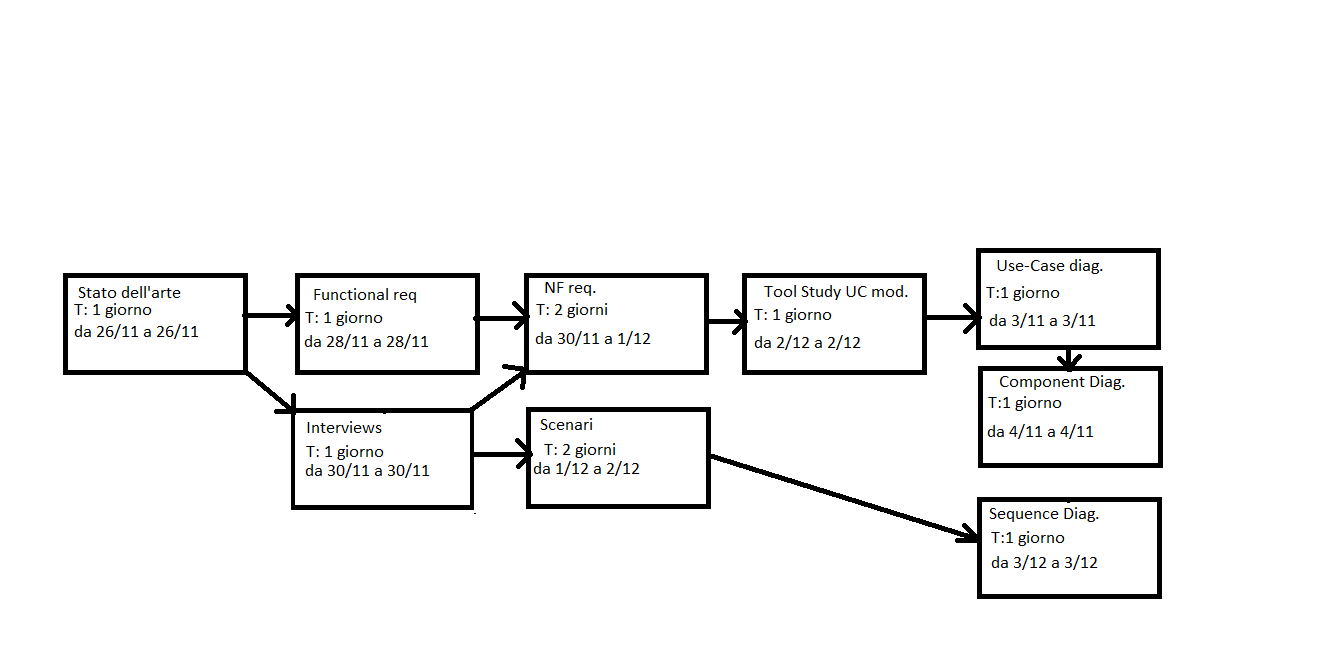 Stato dell'arte
T: 1 giorno
da 26/11 a 26/11
Functional req
T: 1 giorno
da 28/11 a 28/11
NF req.
T: 2 giorni
da 30/11 a 1/12
Tool Study UC mod.
T: 1 giorno
da 2/12 a 2/12
Use-Case diag.
T:1 giorno
da 3/11 a 3/11
Component Diag.
T:1 giorno
da 4/11 a 4/11
Interviews
T: 1 giorno
da 30/11 a 30/11
Scenari
T: 2 giorni
da 1/12 a 2/12
Sequence Diag.
T:1 giorno
da 3/12 a 3/12